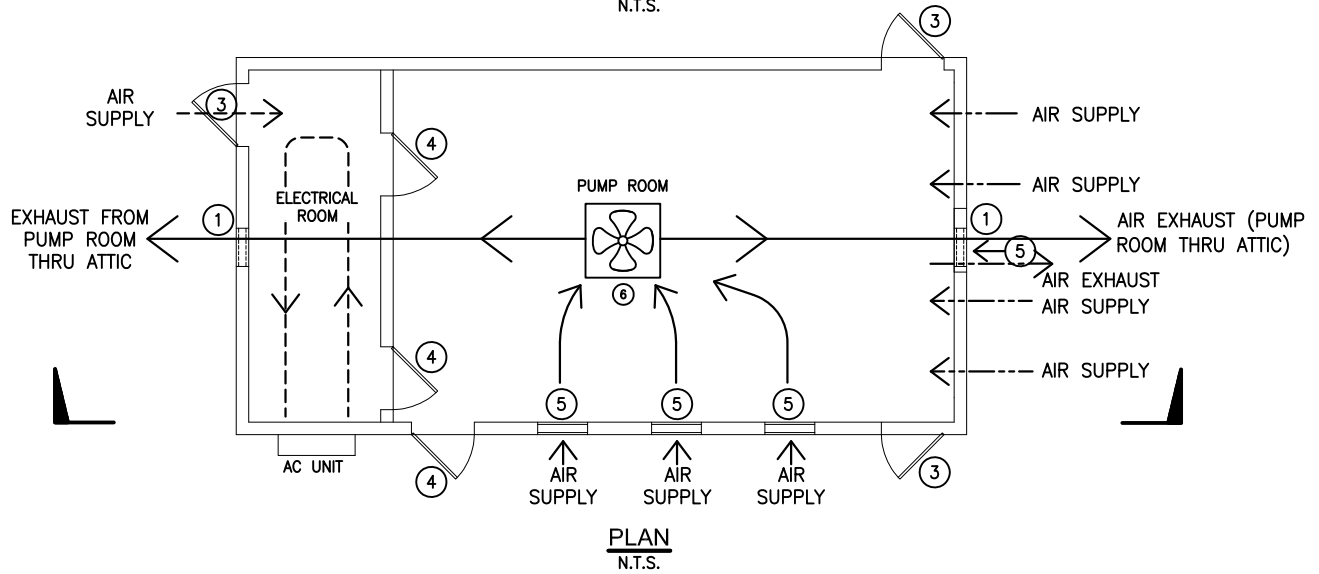 N.T.S.
3
AIR
SUPPLY
3
AIR SUPPLY
4
AIR SUPPLY
PUMP ROOM
ELECTRICAL
ROOM
EXHAUST FROM
PUMP ROOM
THRU ATTIC
1
1
AIR EXHAUST (PUMP
ROOM THRU ATTIC)
5
AIR EXHAUST
6
AIR SUPPLY
4
AIR SUPPLY
5
5
5
AC UNIT
4
AIR
SUPPLY
AIR
SUPPLY
AIR
SUPPLY
3
PLAN
N.T.S.